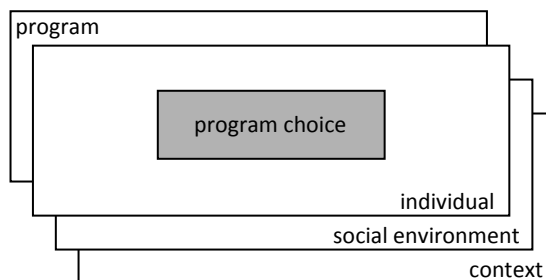 program
program choice
individual
social environment
context